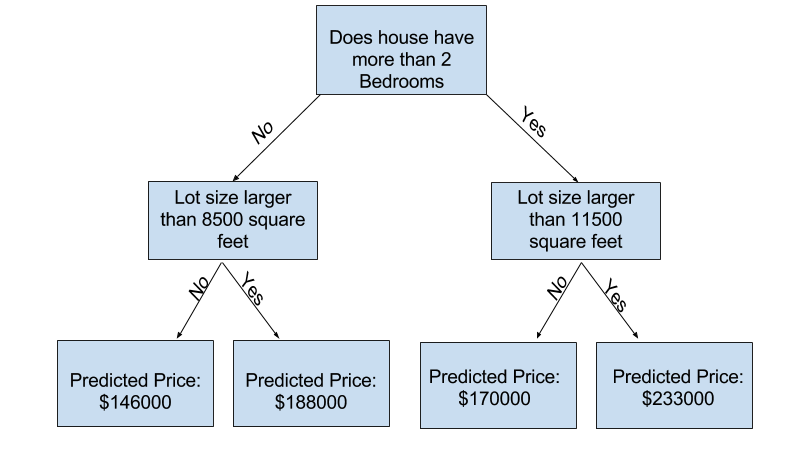 Does house have
more than 2
Bedrooms
No
Yes
Lot size larger
than 8500 square
feet
Lot size larger
than 11500
square feet
No
Yes
No
Yes
Predicted Price:
$146000
Predicted Price:
$188000
Predicted Price:
$170000
Predicted Price:
$233000